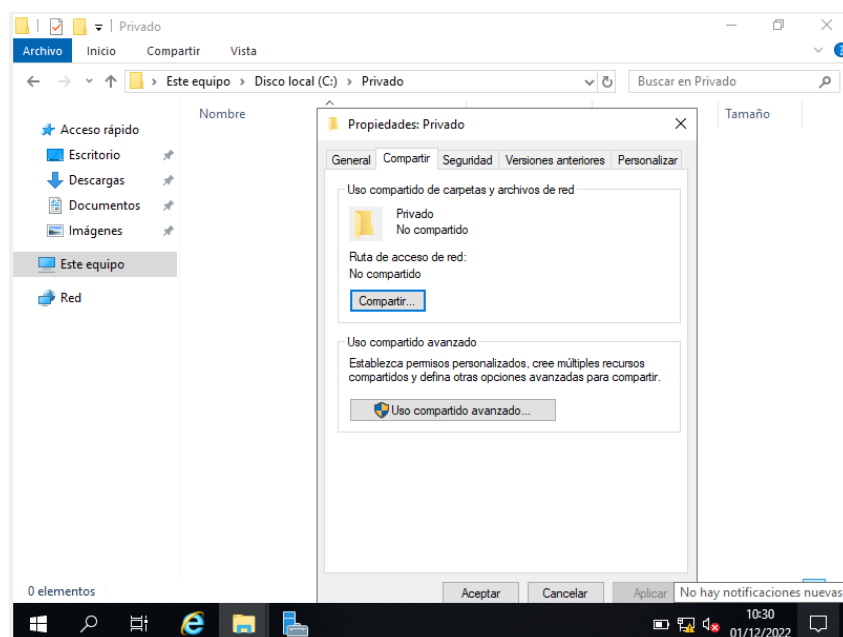 Privado
Archivo Inicio Compartir Vista
Este equipo Disco local (C:) Privado Buscar en Privado
Nombre Tamaño
Acceso rápido
Escritorio
Descargas
Documentos
Imágenes
Este equipo
Red
Propiedades: Privado
General Compartir Seguridad Versiones anteriores Personalizar
Uso compartido de carpetas y archivos de red
Privado
No compartido
Ruta de acceso de red:
No compartido
Compartir...
Uso compartido avanzado
Establezca permisos personalizados, cree múltiples recursos
compartidos y defina otras opciones avanzadas para compartir.
Uso compartido avanzado...
Aceptar Cancelar Aplicar
0 elementos
No hay notificaciones nuevas
10:30
01/12/2022